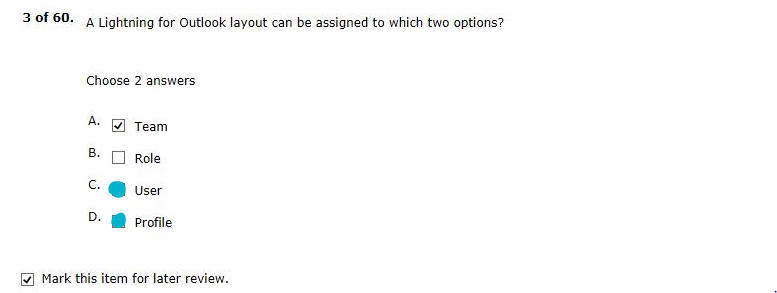 3 of 60. A Lightning for Outlook layout can be assigned to which two options?
Choose 2 answers
A. Team
B. Role
C. User
D. Profile
Mark this item for later review.